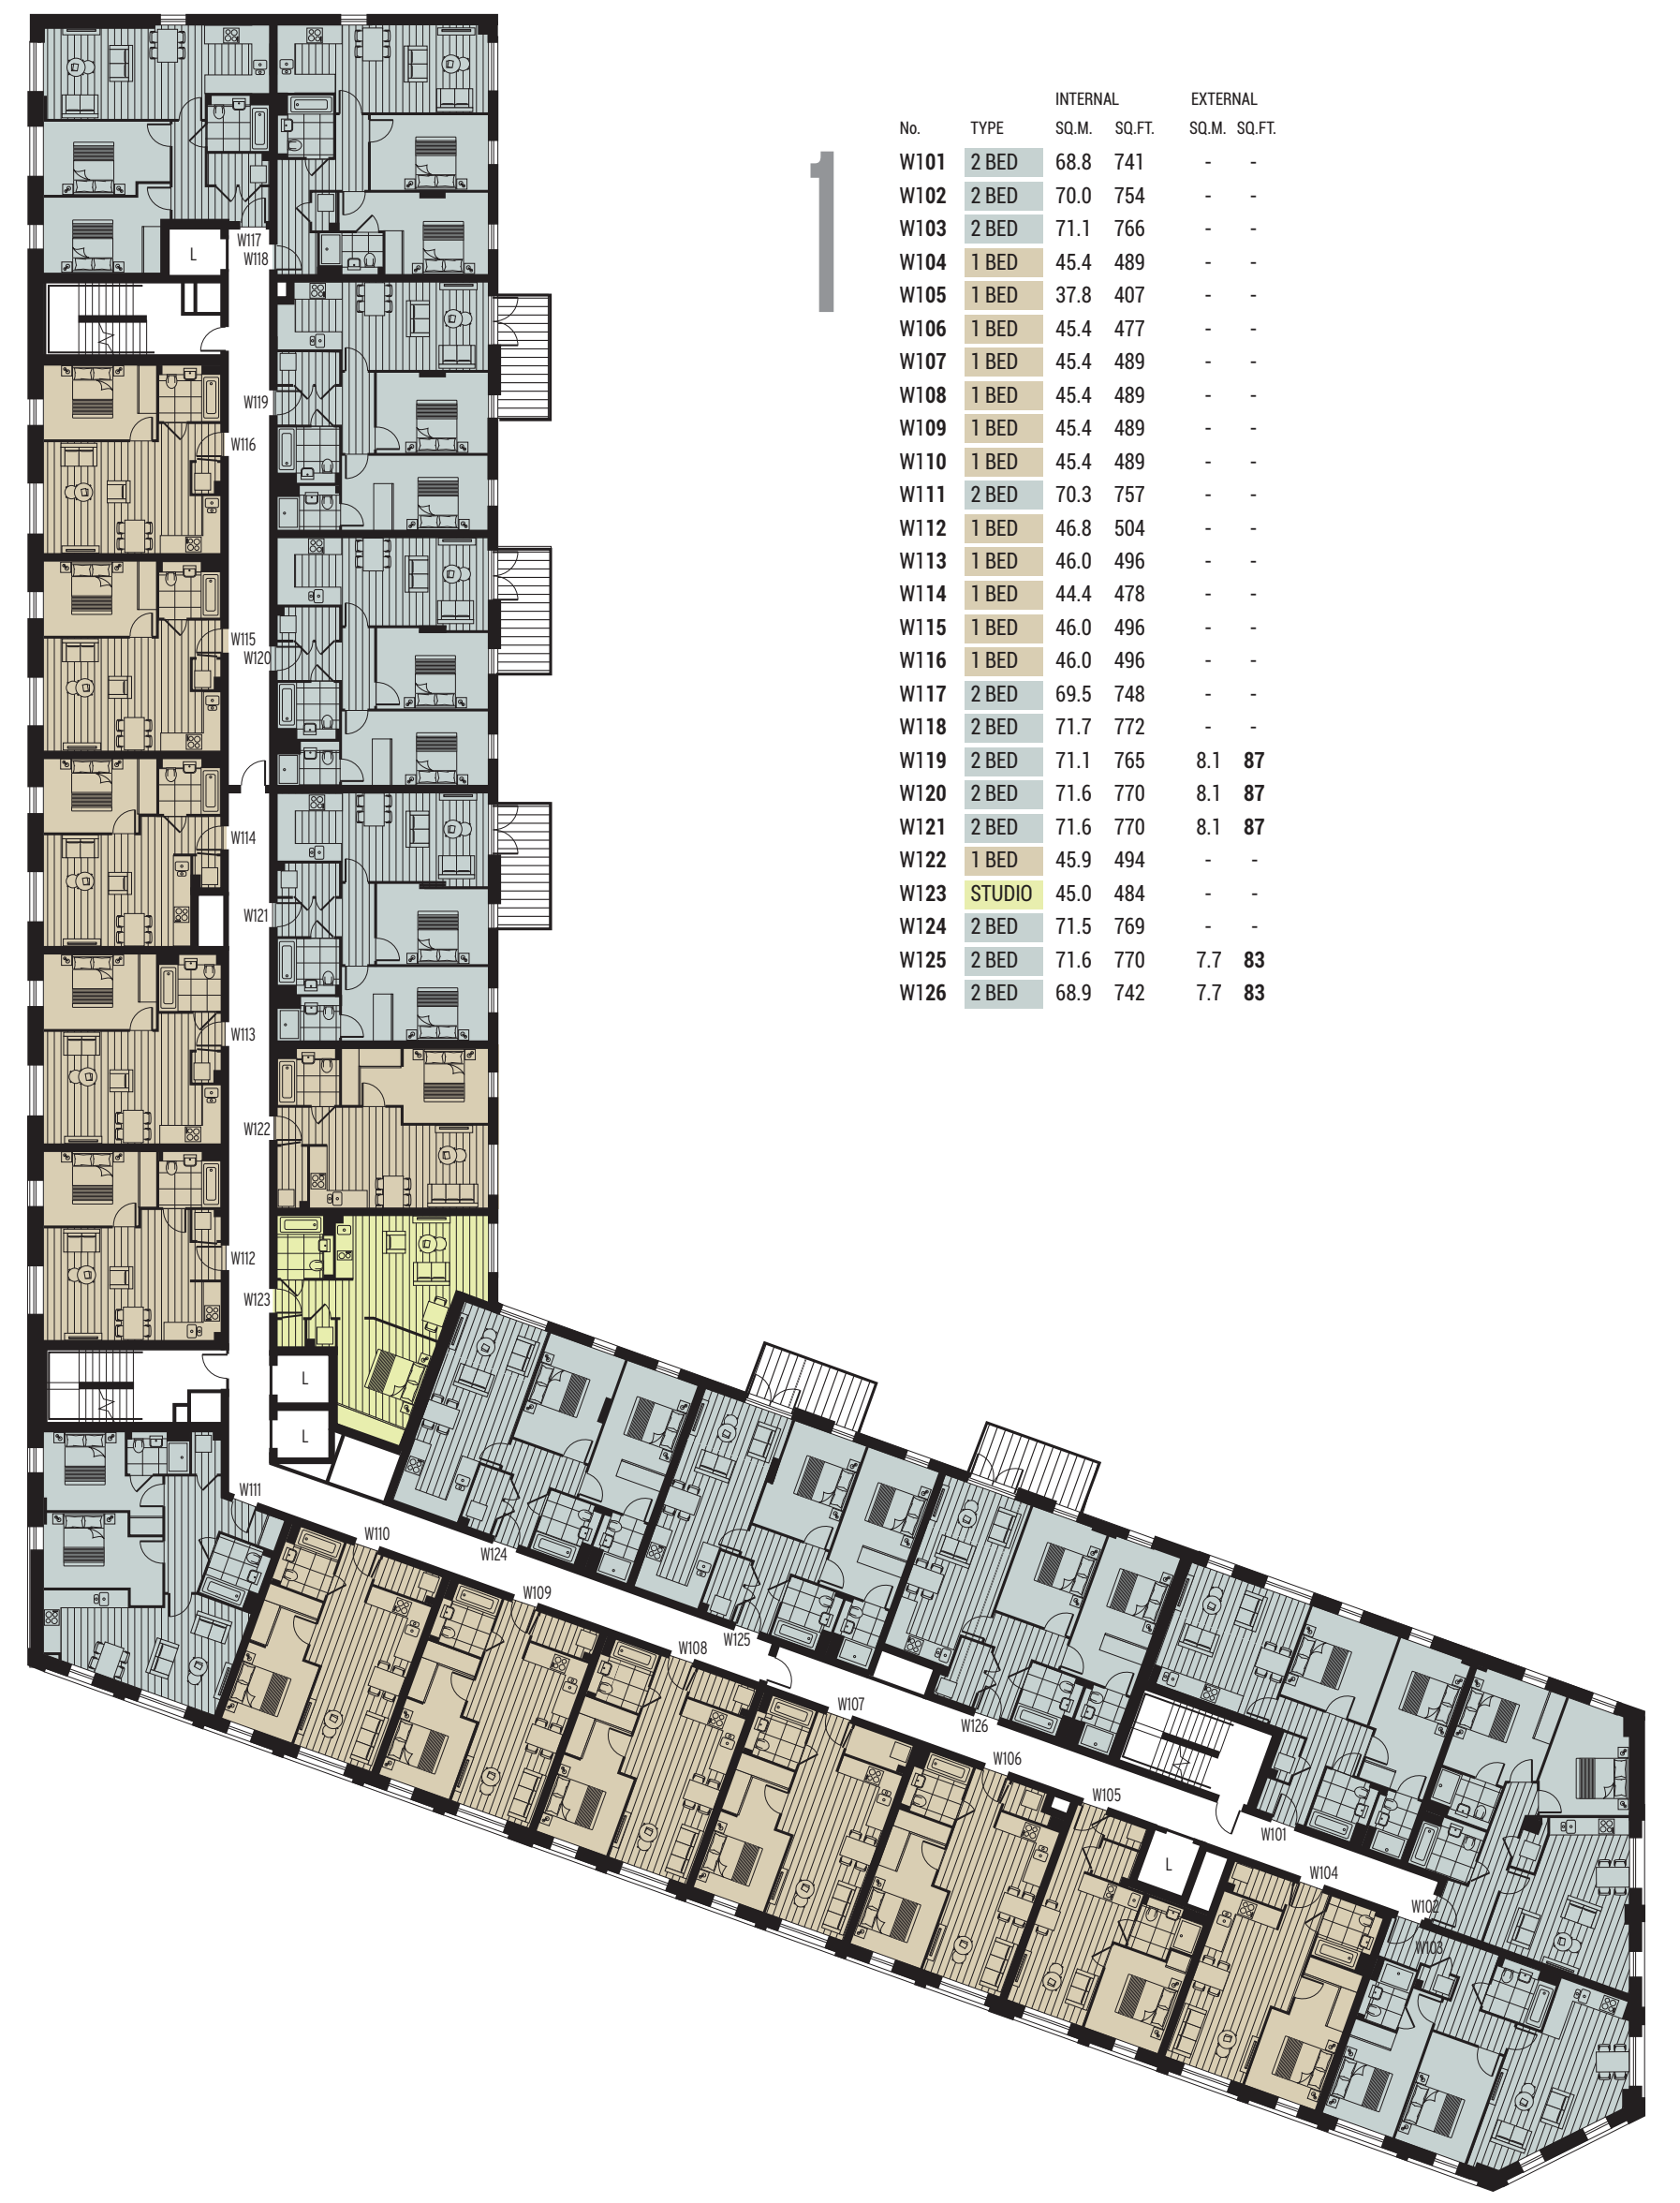 INTERNAL EXTERNAL
No. TYPE SQ.M. SQ.FT. SQ.M. SQ.FT.
1
W101 2 BED 68.8 741 - -
W102 2 BED 70.0 754 - -
W103 2 BED 71.1 766 - -
W104 1 BED 45.4 489 - -
W105 1 BED 37.8 407 - -
W106 1 BED 45.4 477 - -
W107 1 BED 45.4 489 - -
W108 1 BED 45.4 489 - -
W109 1 BED 45.4 489 - -
W110 1 BED 45.4 489 - -
W111 2 BED 70.3 757 - -
W112 1 BED 46.8 504 - -
W113 1 BED 46.0 496 - -
W114 1 BED 44.4 478 - -
W115 1 BED 46.0 496 - -
W116 1 BED 46.0 496 - -
W117 2 BED 69.5 748 - -
W118 2 BED 71.7 772 - -
W119 2 BED 71.1 765 8.1 87
W120 2 BED 71.6 770 8.1 87
W121 2 BED 71.6 770 8.1 87
W122 1 BED 45.9 494 - -
W123 STUDIO 45.0 484 - -
W124 2 BED 71.5 769 - -
W125 2 BED 71.6 770 7.7 83
W126 2 BED 68.9 742 7.7 83
W117
L
W118
W119
W116
W115
W120
W114
W121
W113
W122
W112
W123
L
L
W111
W110
W124
W109
W125
W108
W107
W126
W106
W105
W101
L
W104
W102
W103